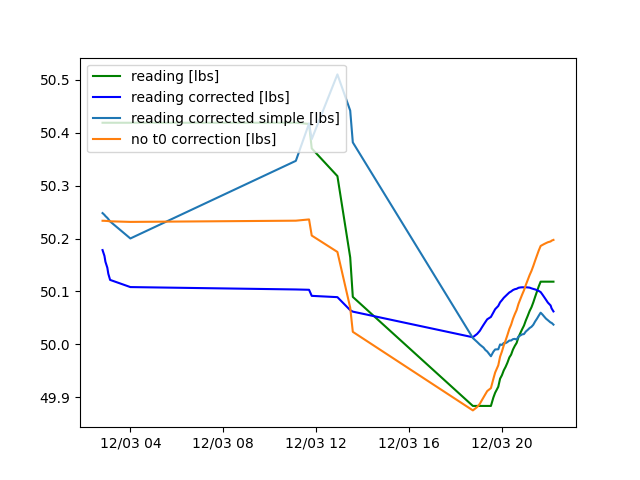 reading [lbs]
reading corrected [lbs]
reading corrected simple [lbs]
no t0 correction [lbs]
50.5
50.4
50.3
50.2
50.1
50.0
49.9
12/03 04 12/03 08 12/03 12 12/03 16 12/03 20